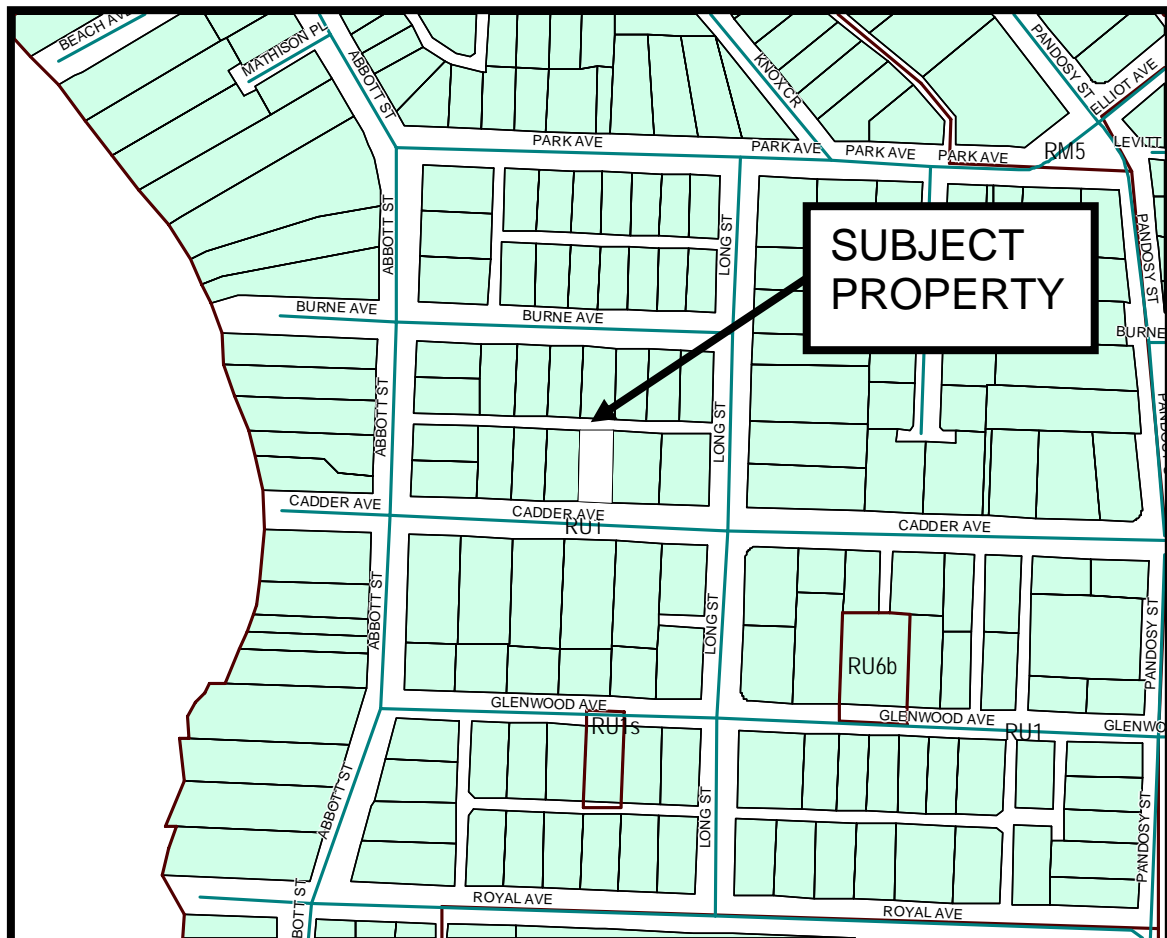 BEACH AVE
MATHISON PL
ABBOTT ST
KNOX CR
PANDOSY ST
ELLIOT AVE
PARK AVE
PARK AVE
PARK AVE
PARK AVE
RM5
LEVITT
ABBOTT ST
LONG ST
SUBJECT
PROPERTY
PANDOSY ST
BURNE AVE
BURNE AVE
BURNE
ABBOTT ST
LONG ST
CADDER AVE
CADDER AVE
RU1
CADDER AVE
ABBOTT ST
LONG ST
RU6b
PANDOSY ST
GLENWOOD AVE
RU1s
GLENWOOD AVE
RU1
GLENWO
ABBOTT ST
LONG ST
PANDOSY ST
BOTT ST
ROYAL AVE
ROYAL AVE